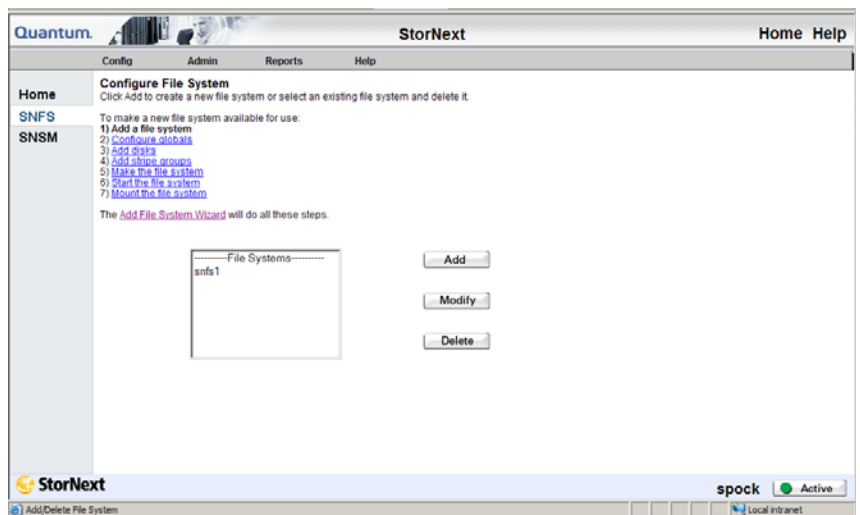 Quantum.
StorNext
Home Help
Config Admin Reports Help
Home
SNFS
SNSM
Configure File System
Click Add to create a new file system or select an existing file system and delete it.
To make a new file system available for use:
1) Add a file system
2) Configure globals
3) Add disks
4) Add stripe groups
5) Make the file system
6) Start the file system
7) Mount the file system
The Add File System Wizard will do all these steps.
----------File Systems----------
snfs1
Add
Modify
Delete
StorNext
spock Active
Add/Delete File System
Local intranet